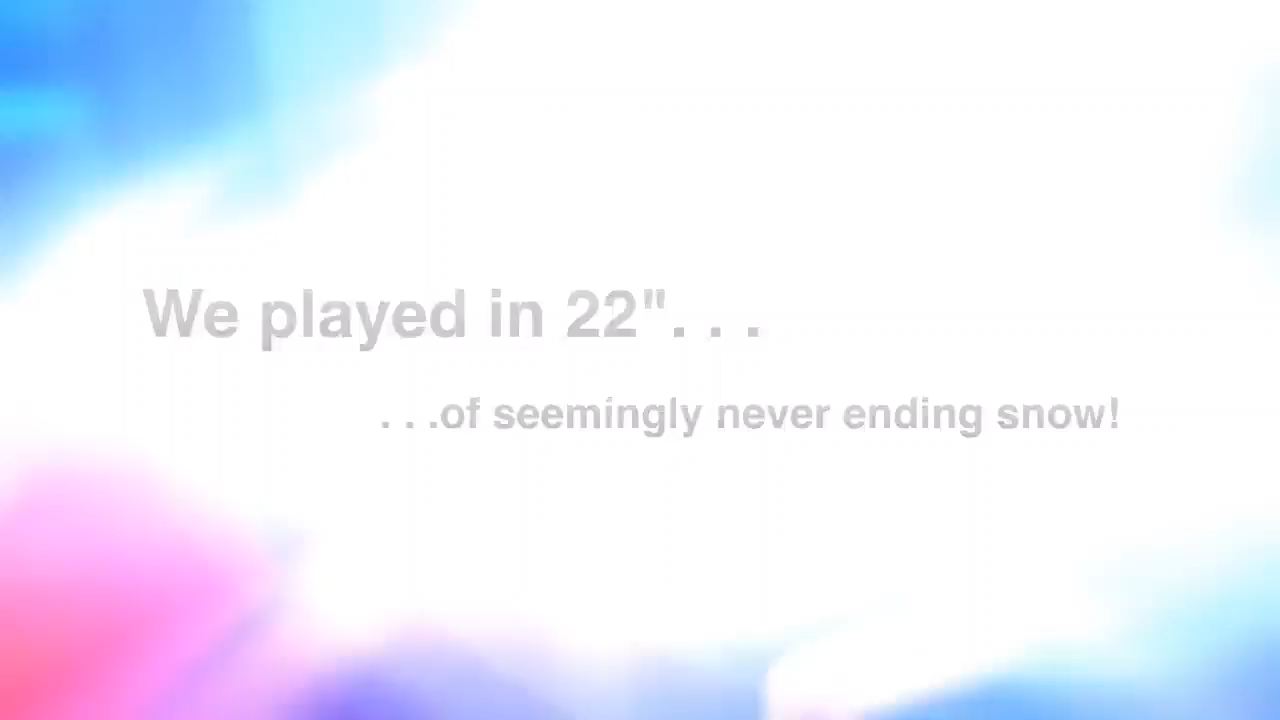 We played in 22". . .
. . .of seemingly never ending snow!